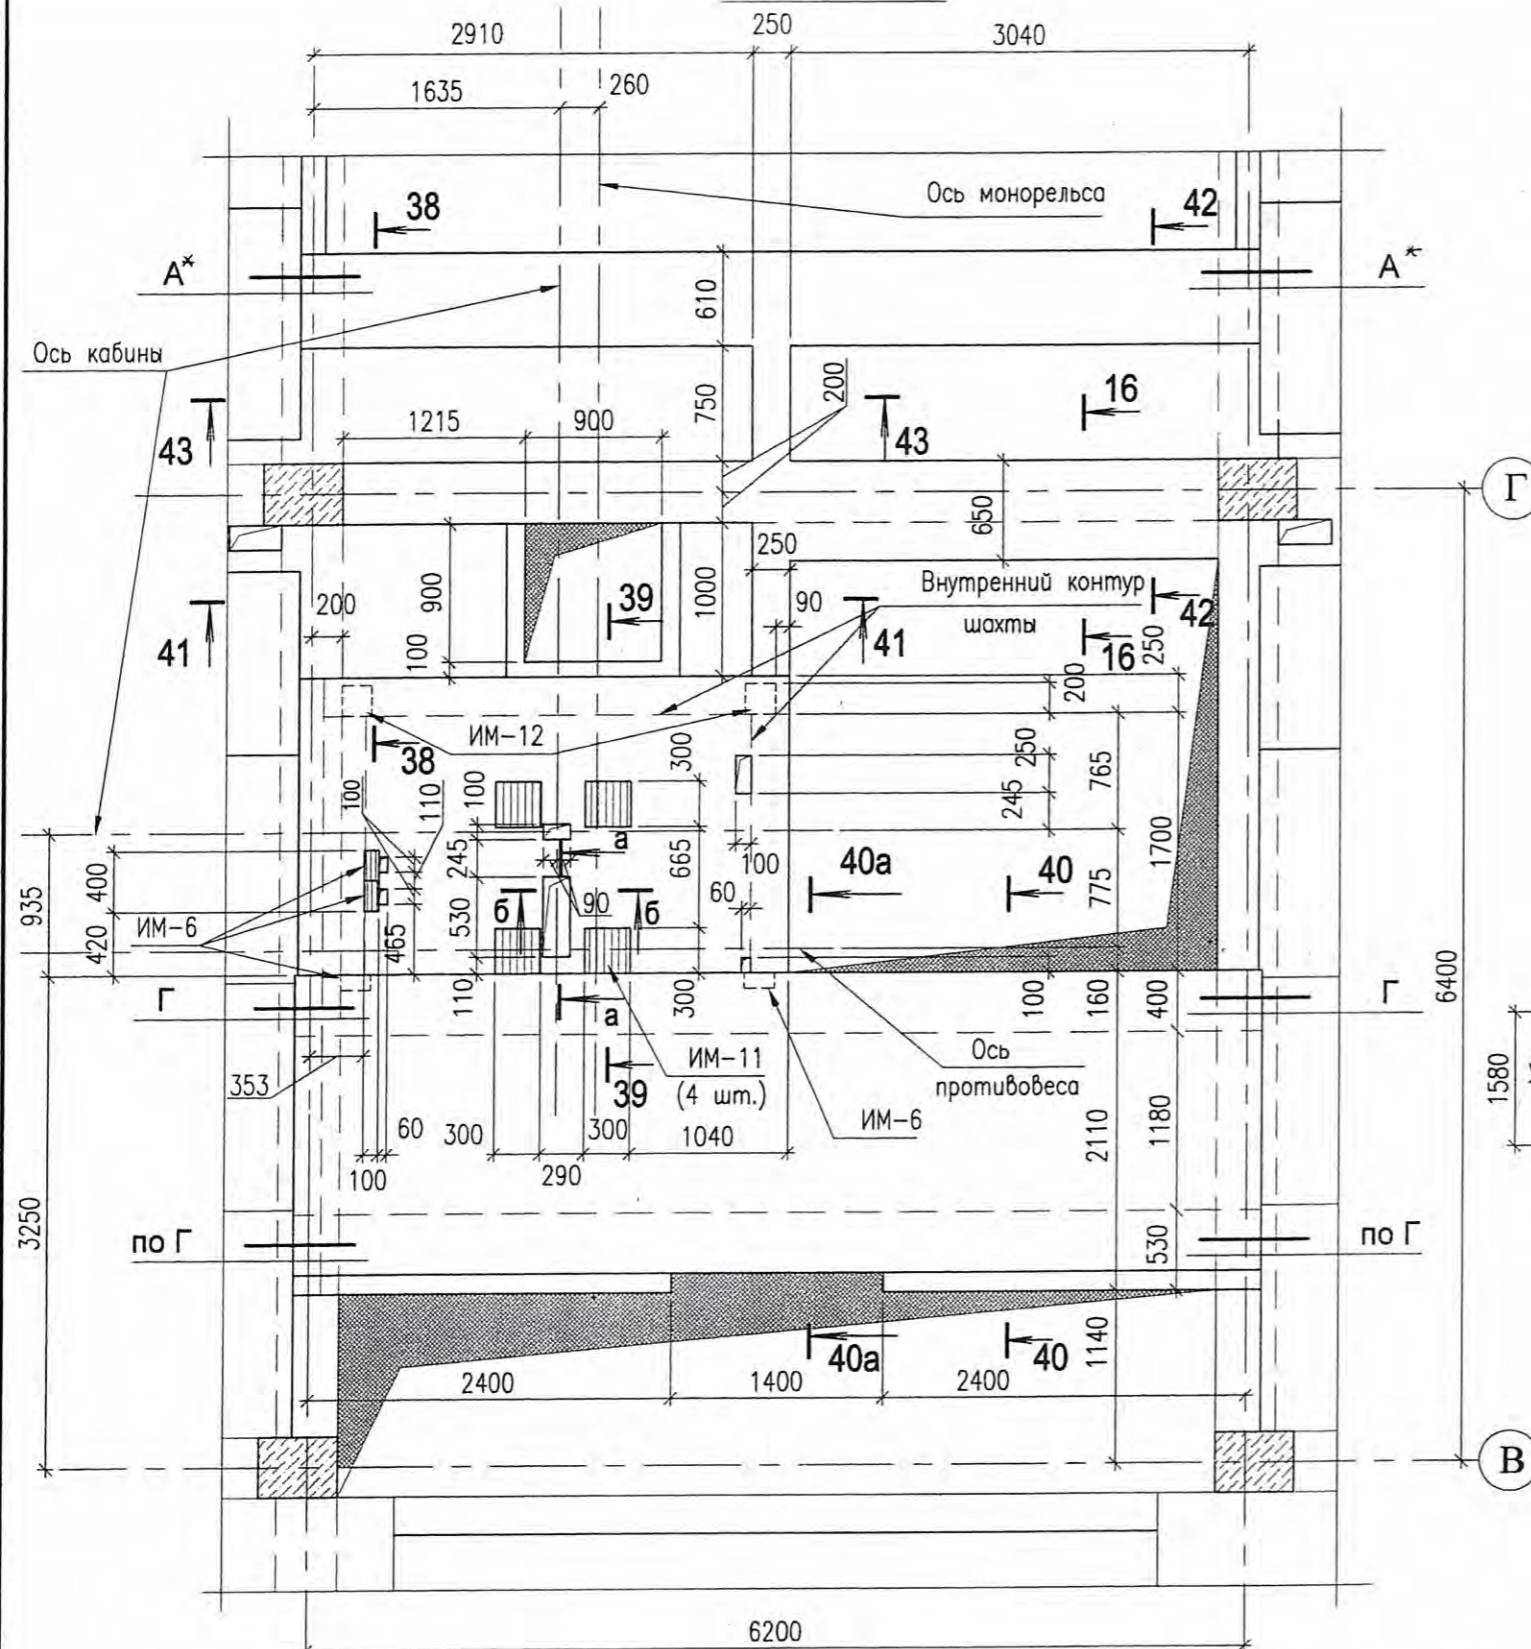 2910 250 3040
1635 260
Ось монорельса
38 42
А* А*
610
Ось кабины
200
750 16
1215 900
43 43
Г
650
250
900 39 1000 Внутренний контур
шахты
200 90 42
41 41 250
100 16
200
ИМ-12
38 300 250 765
100 110 100 245
а
1700
245 665 100 40а 40
400 60 775
935 90
б б
ИМ-6 530
420 465
6400
Г 110 а 300 100 160 400 Г
ИМ-11
(4 шт.)
Ось
противовеса
1580
353 39
ИМ-6
60 300 300 1040 2110 1180
100 290
3250
по Г 530 по Г
40а 40 1140
2400 1400 2400
В
6200